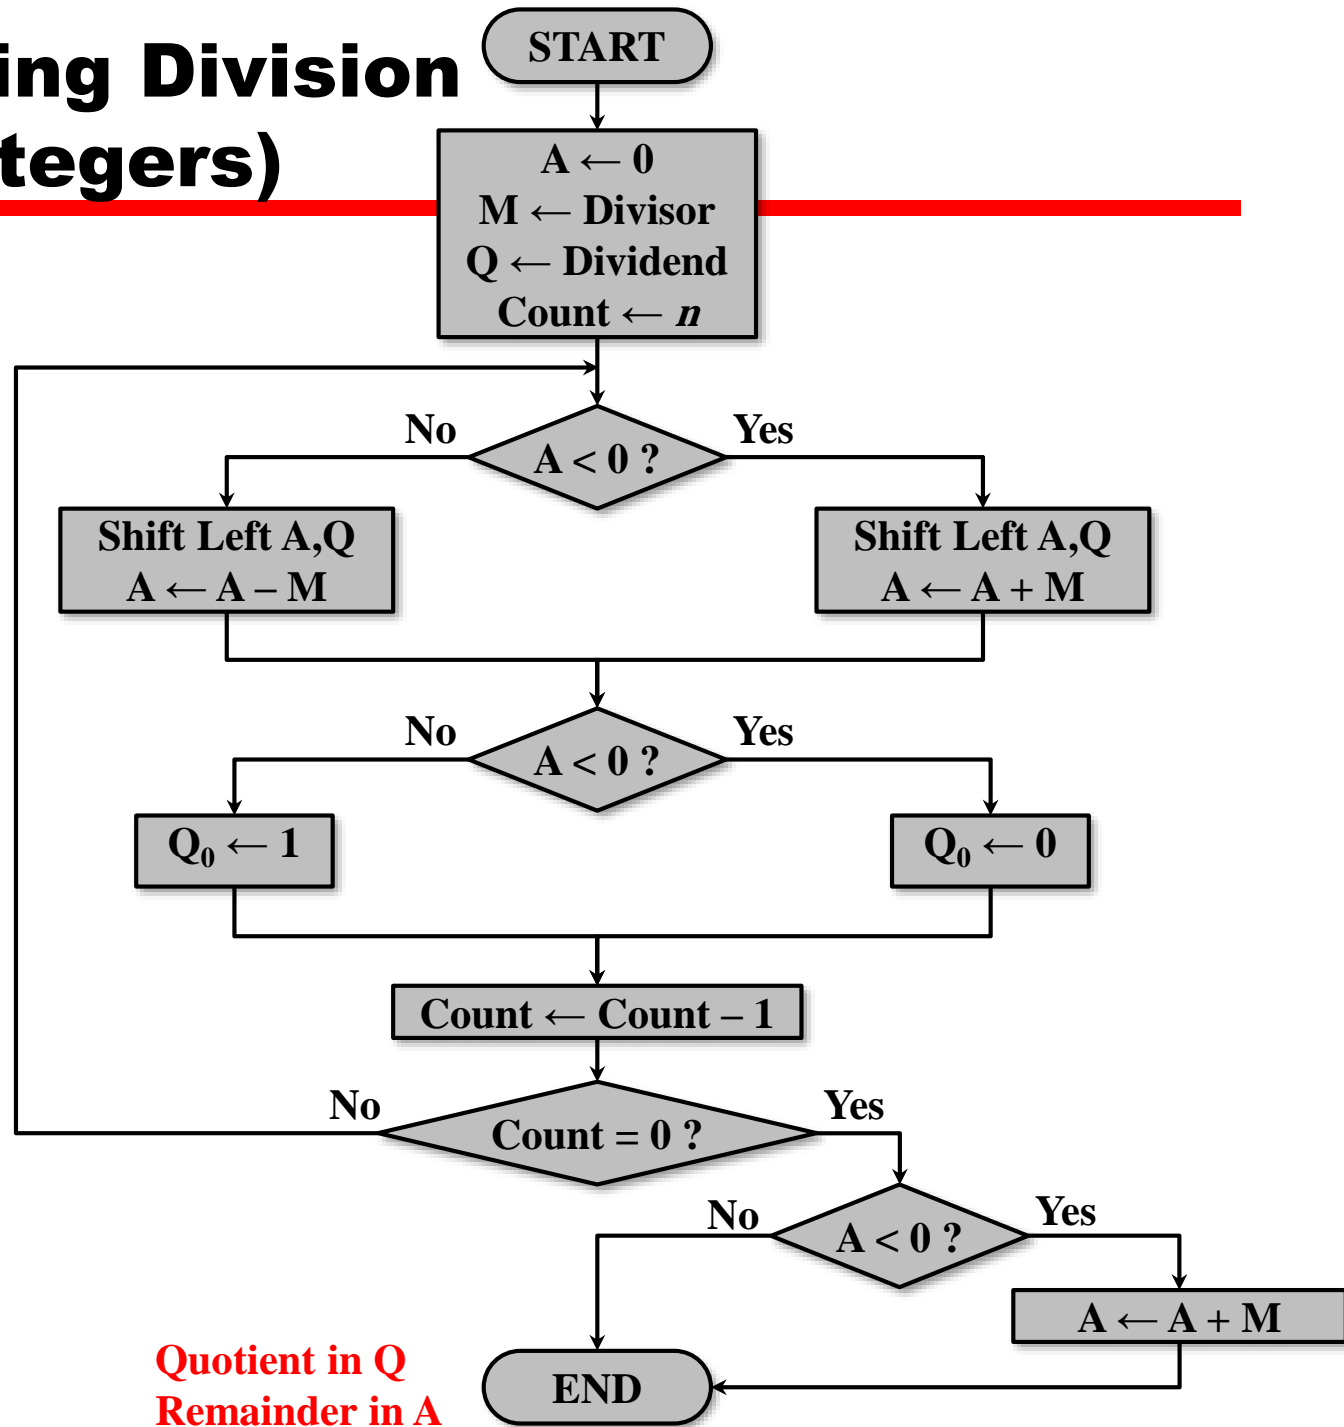 ing Division
tegers)
START
A ← 0
M ← Divisor
Q ← Dividend
Count ← n
No
A < 0 ?
Yes
Shift Left A,Q
A ← A – M
Shift Left A,Q
A ← A + M
No
A < 0 ?
Yes
Q₀ ← 1
Q₀ ← 0
Count ← Count – 1
No
Count = 0 ?
Yes
No
A < 0 ?
Yes
A ← A + M
Quotient in Q
Remainder in A
END